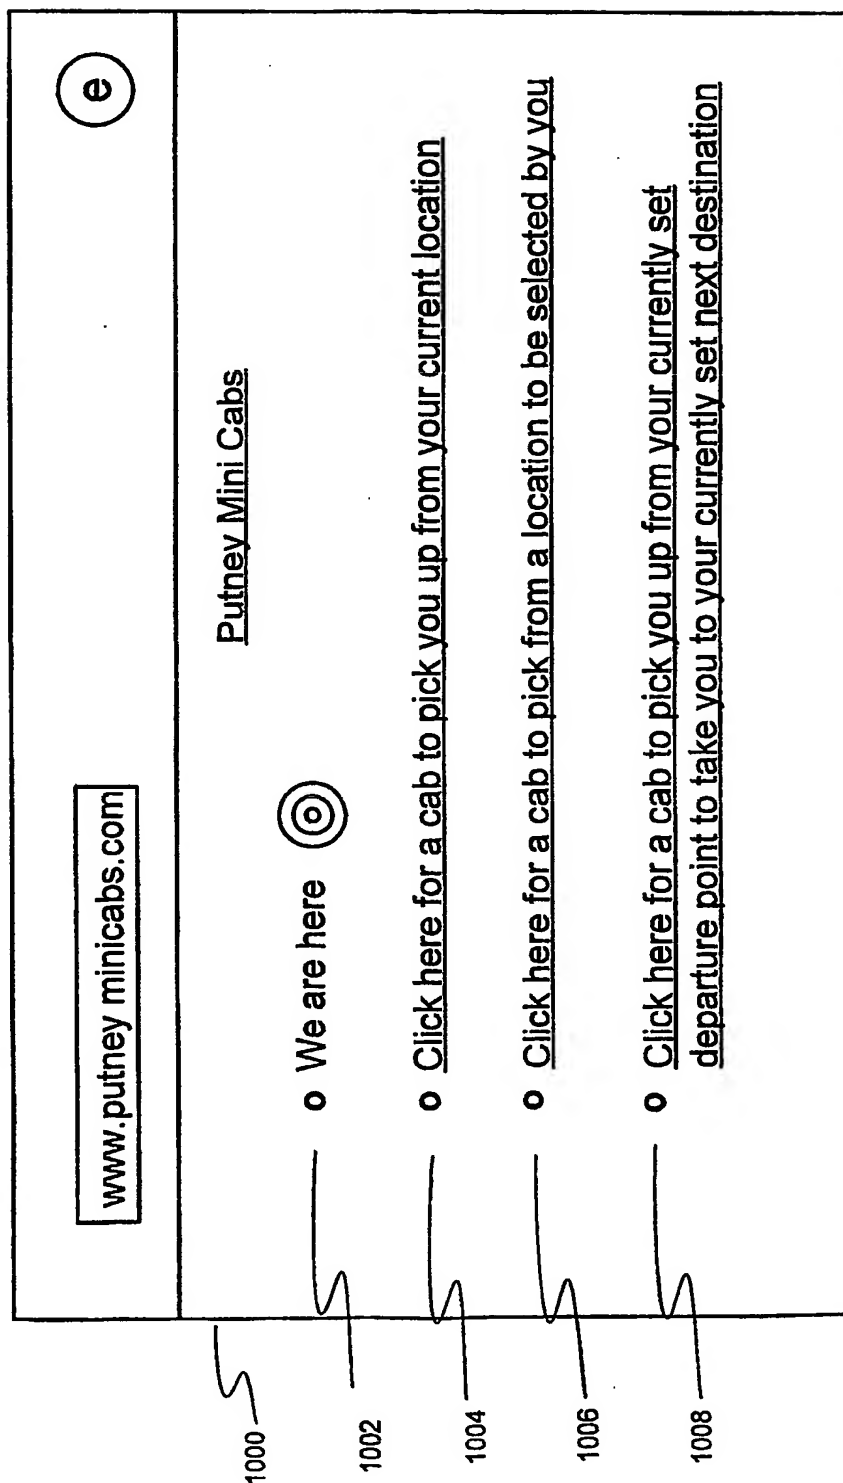 www.putney minicabs.com
e
Putney Mini Cabs
o We are here
o Click here for a cab to pick you up from your current location
o Click here for a cab to pick from a location to be selected by you
o Click here for a cab to pick you up from your currently set
departure point to take you to your currently set next destination
1000
1002
1004
1006
1008